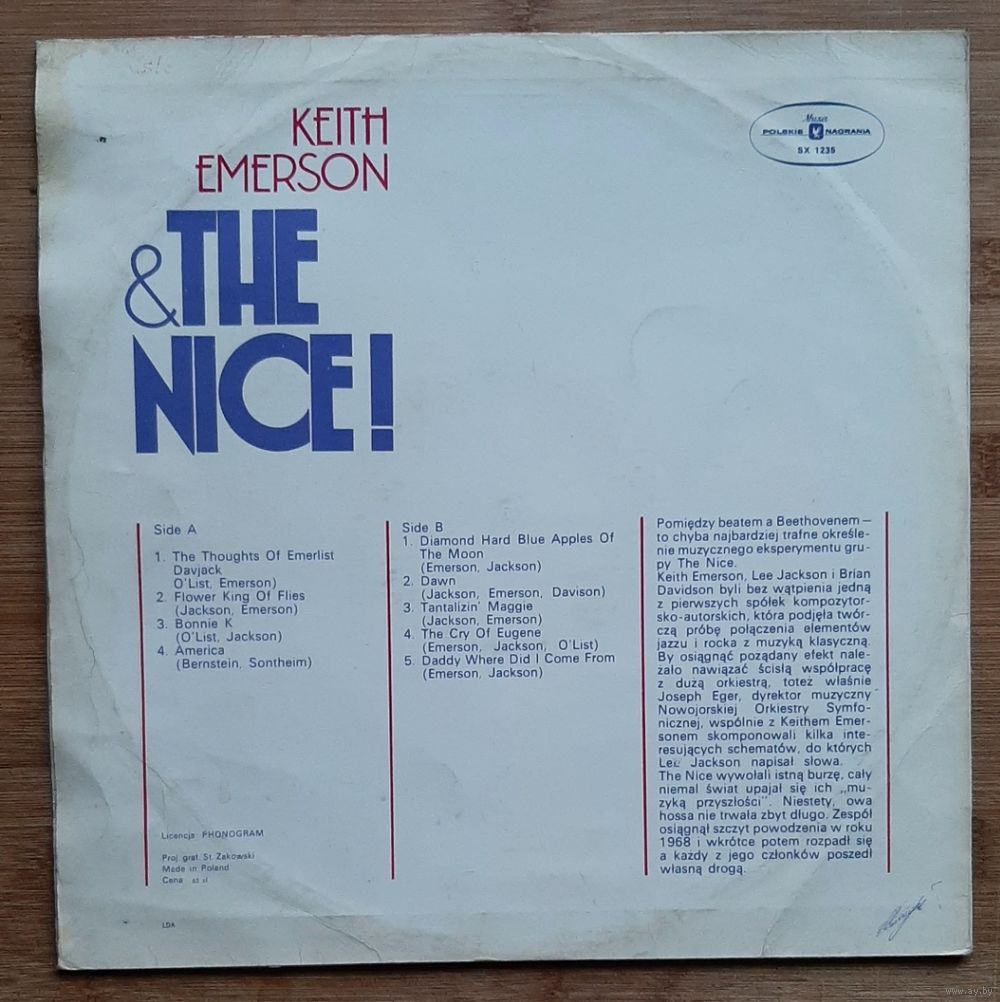 KEITH
EMERSON
& THE
NICE!
Muza
POLSKIE NAGRANIA
SX 1235
Side A
1. The Thoughts Of Emerlist
Davjack
O'List, Emerson)
2. Flower King Of Flies
(Jackson, Emerson)
3. Bonnie K
(O'List, Jackson)
4. America
(Bernstein, Sontheim)
Licencja PHONOGRAM
Proj. graf. St. Żakowski
Made in Poland
Cena zł
LDA
Side B
1. Diamond Hard Blue Apples Of
The Moon
(Emerson, Jackson)
2. Dawn
(Jackson, Emerson, Davison)
3. Tantalizin' Maggie
(Jackson, Emerson)
4. The Cry Of Eugene
(Emerson, Jackson, O'List)
5. Daddy Where Did I Come From
(Emerson, Jackson)
Pomiędzy beatem a Beethovenem –
to chyba najbardziej trafne określe-
nie muzycznego eksperymentu gru-
py The Nice.
Keith Emerson, Lee Jackson i Brian
Davidson byli bez wątpienia jedną
z pierwszych spółek kompozytor-
sko-autorskich, która podjęła twór-
czą próbę połączenia elementów
jazzu i rocka z muzyką klasyczną.
By osiągnąć pożądany efekt nale-
żało nawiązać ścisłą współpracę
z dużą orkiestrą, toteż właśnie
Joseph Eger, dyrektor muzyczny
Nowojorskiej Orkiestry Symfo-
nicznej, wspólnie z Keithem Emer-
sonem skomponowali kilka inte-
resujących schematów, do których
Lee Jackson napisał słowa.
The Nice wywołali istną burzę, cały
niemal świat upajał się ich „mu-
zyką przyszłości”. Niestety, owa
hossa nie trwała zbyt długo. Zespół
osiągnął szczyt powodzenia w roku
1968 i wkrótce potem rozpadł się
a każdy z jego członków poszedł
własną drogą.
www.ay.by